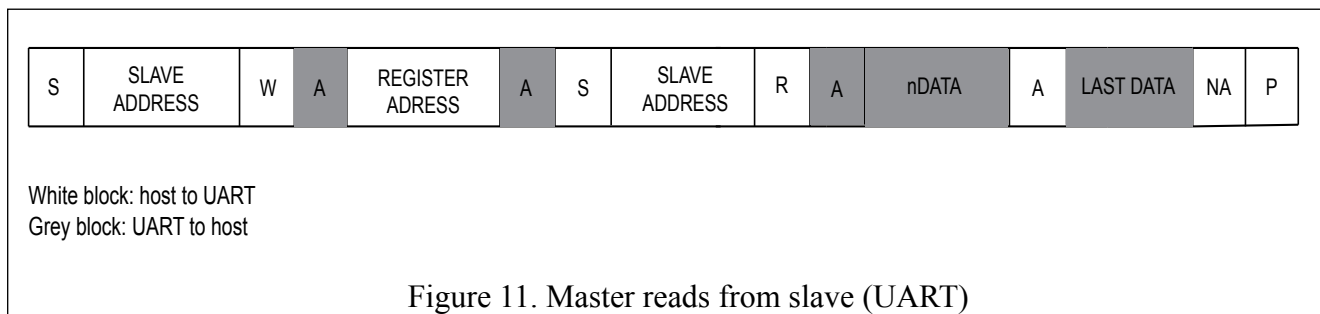 S SLAVE ADDRESS W A REGISTER ADRESS A S SLAVE ADDRESS R A nDATA A LAST DATA NA P
White block: host to UART
Grey block: UART to host
Figure 11. Master reads from slave (UART)